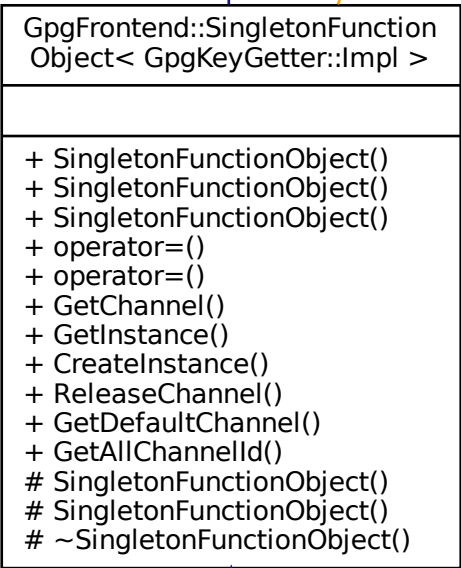 GpgFrontend::SingletonFunction
Object< GpgKeyGetter::Impl >
+ SingletonFunctionObject()
+ SingletonFunctionObject()
+ SingletonFunctionObject()
+ operator=()
+ operator=()
+ GetChannel()
+ GetInstance()
+ CreateInstance()
+ ReleaseChannel()
+ GetDefaultChannel()
+ GetAllChannelId()
# SingletonFunctionObject()
# SingletonFunctionObject()
# ~SingletonFunctionObject()